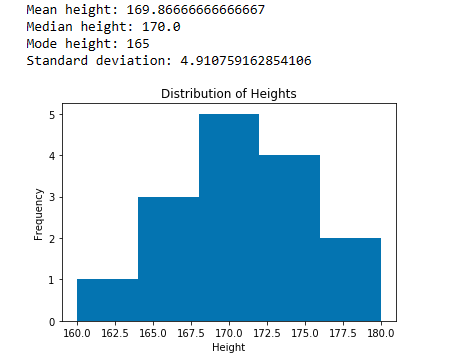 Mean height: 169.86666666666667
Median height: 170.0
Mode height: 165
Standard deviation: 4.910759162854106
Distribution of Heights
5
4
3
2
1
0
Frequency
160.0 162.5 165.0 167.5 170.0 172.5 175.0 177.5 180.0
Height